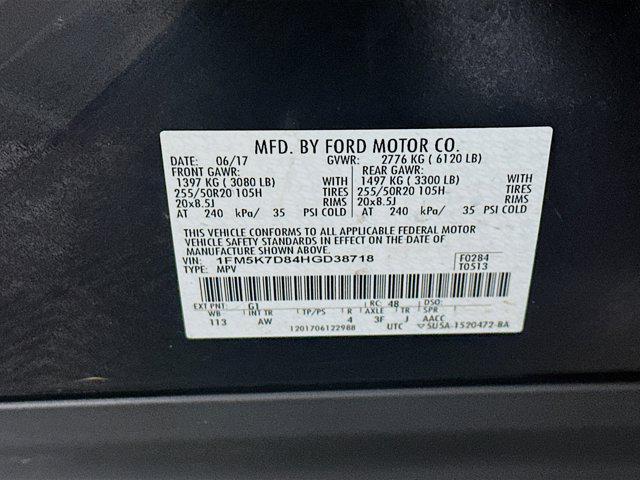 MFD. BY FORD MOTOR CO.
DATE: 06/17 GVWR: 2776 KG ( 6120 LB)
FRONT GAWR: REAR GAWR:
1397 KG ( 3080 LB) WITH 1497 KG ( 3300 LB) WITH
255/50R20 105H TIRES 255/50R20 105H TIRES
20x8.5J RIMS 20x8.5J RIMS
AT 240 kPa/ 35 PSI COLD AT 240 kPa/ 35 PSI COLD
THIS VEHICLE CONFORMS TO ALL APPLICABLE FEDERAL MOTOR
VEHICLE SAFETY STANDARDS IN EFFECT ON THE DATE OF
MANUFACTURE SHOWN ABOVE.
VIN: 1FM5K7D84HGD38718 F0284
TYPE: MPV T0513
EXT PNT: G1 RC: 48 DSO:
WB INT TR TP/PS R AXLE TR SPR
113 AW 4 3F J AACC
1201706122988 UTC ▽SU5A-1520472-BA